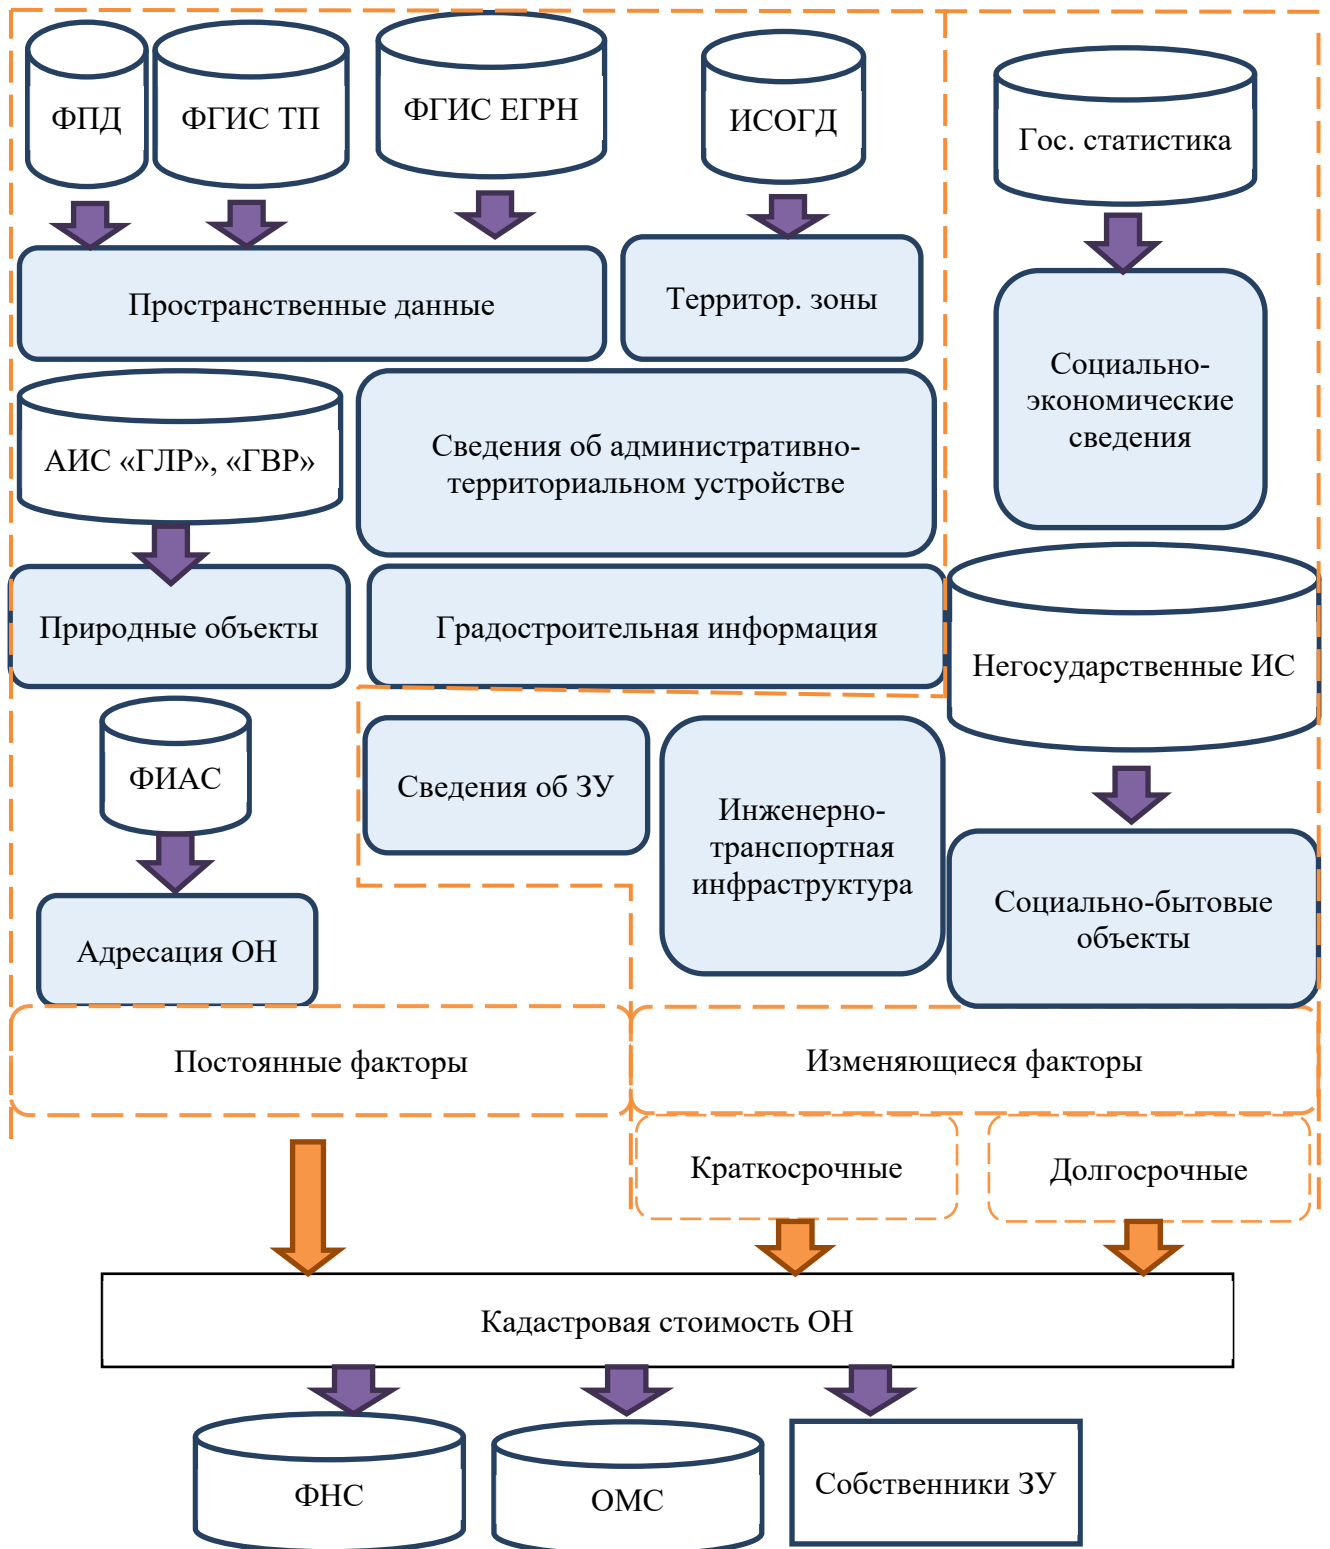 ФПД
ФГИС ТП
ФГИС ЕГРН
ИСОГД
Гос. статистика
Пространственные данные
Территор. зоны
Социально-
экономические
сведения
АИС «ГЛР», «ГВР»
Сведения об административно-
территориальном устройстве
Природные объекты
Градостроительная информация
Негосударственные ИС
ФИАС
Сведения об ЗУ
Инженерно-
транспортная
инфраструктура
Социально-бытовые
объекты
Адресация ОН
Постоянные факторы
Изменяющиеся факторы
Краткосрочные
Долгосрочные
Кадастровая стоимость ОН
ФНС
ОМС
Собственники ЗУ